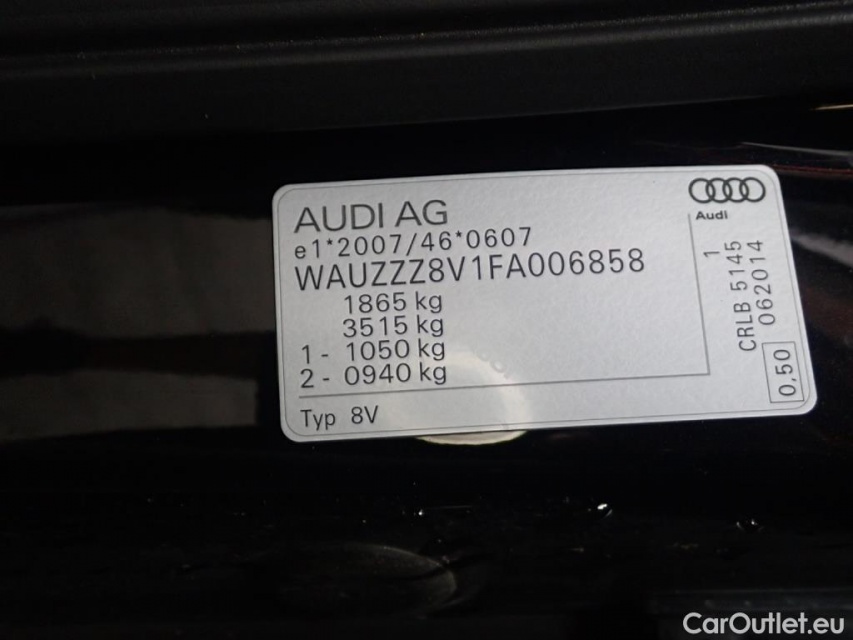 AUDI AG
e1*2007/46*0607
WAUZZZ8V1FA006858
1865 kg
3515 kg
1 - 1050 kg
2 - 0940 kg
Typ 8V
Audi
1
CRLB 5145
062014
0,50
CarOutlet.eu